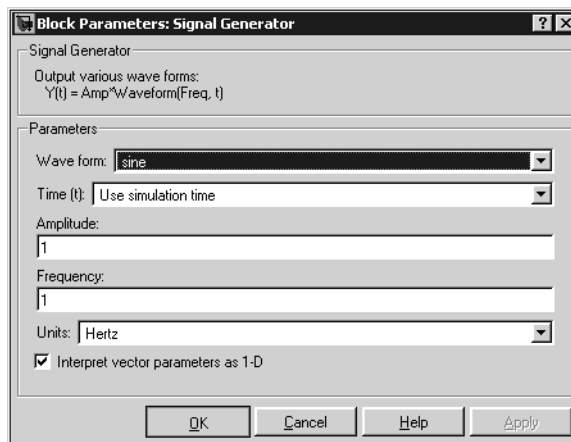 Block Parameters: Signal Generator
Signal Generator
Output various wave forms:
Y(t) = Amp*Waveform(Freq, t)
Parameters
Wave form: sine
Time (t): Use simulation time
Amplitude:
1
Frequency:
1
Units: Hertz
Interpret vector parameters as 1-D
OK Cancel Help Apply